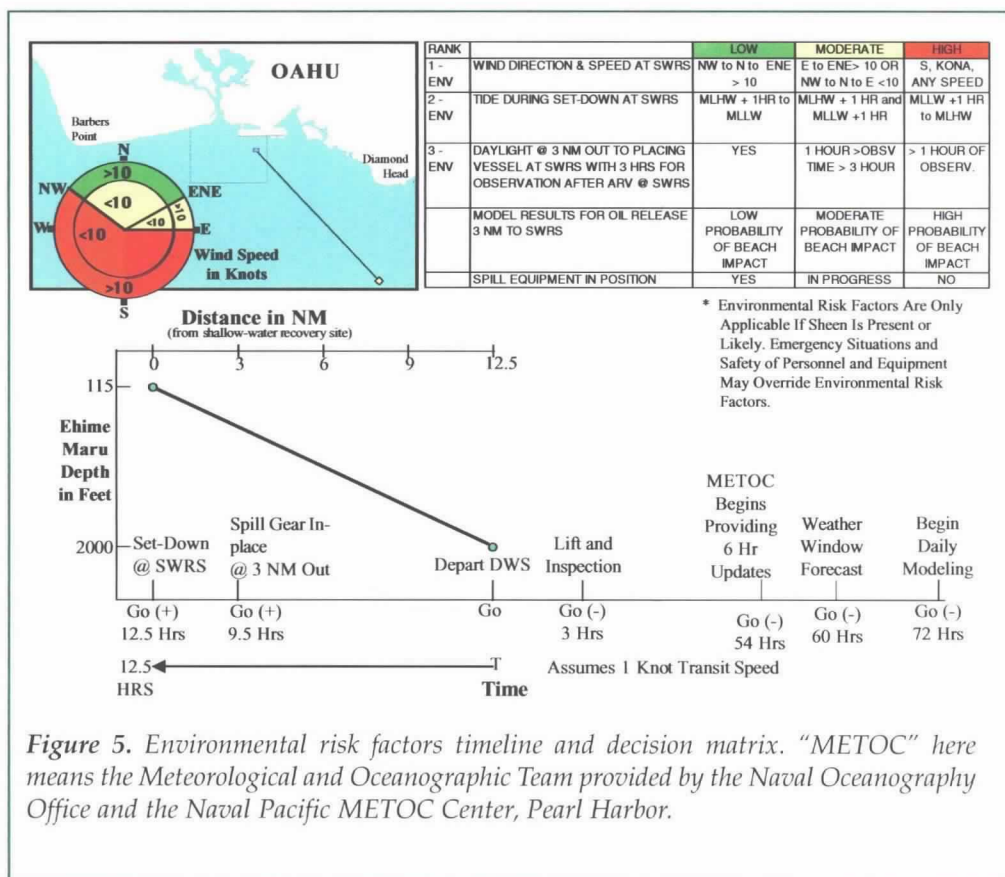 OAHU
Barbers
Point
Diamond
Head
N
>10
NW
ENE
<10
>10
<10
W
<10
E
Wind Speed
in Knots
>10
S
RANK LOW MODERATE HIGH
1 - ENV WIND DIRECTION & SPEED AT SWRS NW to N to ENE > 10 E to ENE> 10 OR NW to N to E <10 S, KONA, ANY SPEED
2 - ENV TIDE DURING SET-DOWN AT SWRS MLHW + 1HR to MLLW MLHW + 1 HR and MLLW +1 HR MLLW +1 HR to MLHW
3 - ENV DAYLIGHT @ 3 NM OUT TO PLACING VESSEL AT SWRS WITH 3 HRS FOR OBSERVATION AFTER ARV @ SWRS YES 1 HOUR >OBSV TIME > 3 HOUR > 1 HOUR OF OBSERV.
MODEL RESULTS FOR OIL RELEASE 3 NM TO SWRS LOW PROBABILITY OF BEACH IMPACT MODERATE PROBABILITY OF BEACH IMPACT HIGH PROBABILITY OF BEACH IMPACT
SPILL EQUIPMENT IN POSITION YES IN PROGRESS NO
* Environmental Risk Factors Are Only
Applicable If Sheen Is Present or
Likely. Emergency Situations and
Safety of Personnel and Equipment
May Override Environmental Risk
Factors.
Distance in NM
(from shallow-water recovery site)
0 3 6 9 12.5
115
Ehime
Maru
Depth
in Feet
2000
Set-Down
@ SWRS
Spill Gear In-
place
@ 3 NM Out
Depart DWS
Lift and
Inspection
METOC
Begins
Providing
6 Hr
Updates
Weather
Window
Forecast
Begin
Daily
Modeling
Go (+)
12.5 Hrs
Go (+)
9.5 Hrs
Go
Go (-)
3 Hrs
Go (-)
54 Hrs
Go (-)
60 Hrs
Go (-)
72 Hrs
12.5
HRS
T
Time
Assumes 1 Knot Transit Speed
Figure 5. Environmental risk factors timeline and decision matrix. “METOC” here
means the Meteorological and Oceanographic Team provided by the Naval Oceanography
Office and the Naval Pacific METOC Center, Pearl Harbor.